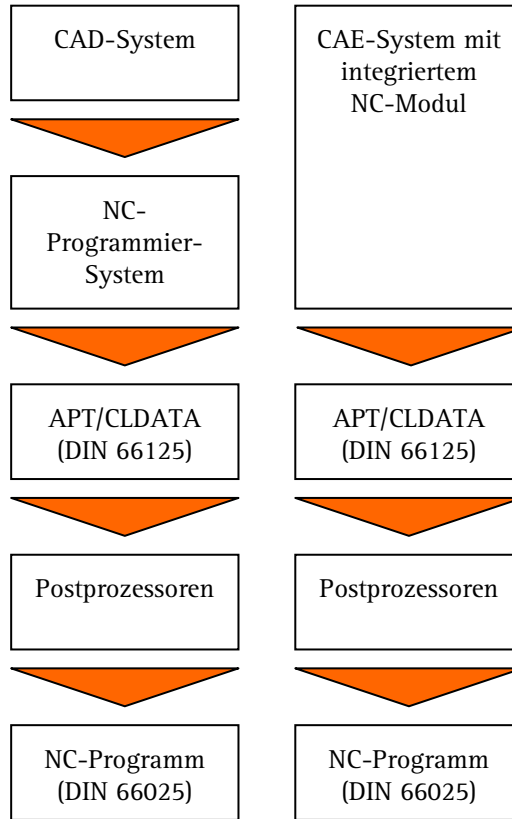 CAD-System
NC-
Programmier-
System
APT/CLDATA
(DIN 66125)
Postprozessoren
NC-Programm
(DIN 66025)
CAE-System mit
integriertem
NC-Modul
APT/CLDATA
(DIN 66125)
Postprozessoren
NC-Programm
(DIN 66025)